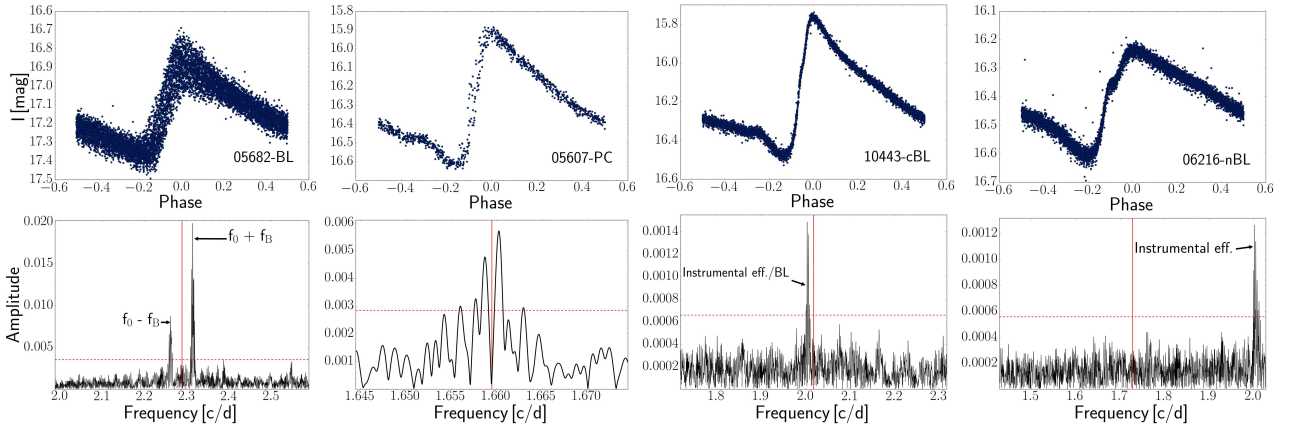 16.6
16.7
16.8
16.9
17.0
17.1
17.2
17.3
17.4
17.5
I [mag]
−0.6 −0.4 −0.2 0.0 0.2 0.4 0.6
Phase
05682-BL
15.8
15.9
16.0
16.1
16.2
16.3
16.4
16.5
16.6
−0.6 −0.4 −0.2 0.0 0.2 0.4 0.6
Phase
05607-PC
15.8
16.0
16.2
16.4
16.6
−0.6 −0.4 −0.2 0.0 0.2 0.4 0.6
Phase
10443-cBL
16.1
16.2
16.3
16.4
16.5
16.6
16.7
−0.6 −0.4 −0.2 0.0 0.2 0.4 0.6
Phase
06216-nBL
0.020
0.015
0.010
0.005
Amplitude
f0 + fB
f0 - fB
2.0 2.1 2.2 2.3 2.4 2.5
Frequency [c/d]
0.006
0.005
0.004
0.003
0.002
0.001
1.645 1.650 1.655 1.660 1.665 1.670
Frequency [c/d]
0.0014
0.0012
0.0010
0.0008
0.0006
0.0004
0.0002
Instrumental eff./BL
1.8 1.9 2.0 2.1 2.2 2.3
Frequency [c/d]
0.0012
0.0010
0.0008
0.0006
0.0004
0.0002
Instrumental eff.
1.5 1.6 1.7 1.8 1.9 2.0
Frequency [c/d]